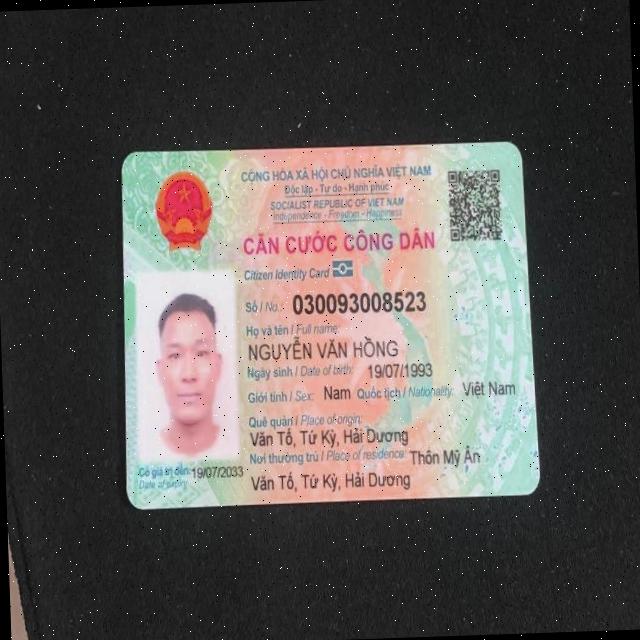 CỘNG HÒA XÃ HỘI CHỦ NGHĨA VIỆT NAM
Độc lập - Tự do - Hạnh phúc
SOCIALIST REPUBLIC OF VIET NAM
Independence - Freedom - Happiness
CĂN CƯỚC CÔNG DÂN
Citizen Identity Card
Số / No.: 030093008523
Họ và tên / Full name:
NGUYỄN VĂN HỒNG
Ngày sinh / Date of birth: 19/07/1993
Giới tính / Sex: Nam Quốc tịch / Nationality: Việt Nam
Quê quán / Place of origin:
Văn Tố, Tứ Kỳ, Hải Dương
Nơi thường trú / Place of residence: Thôn Mỹ Ân
Văn Tố, Tứ Kỳ, Hải Dương
Có giá trị đến: 19/07/2033
Date of expiry